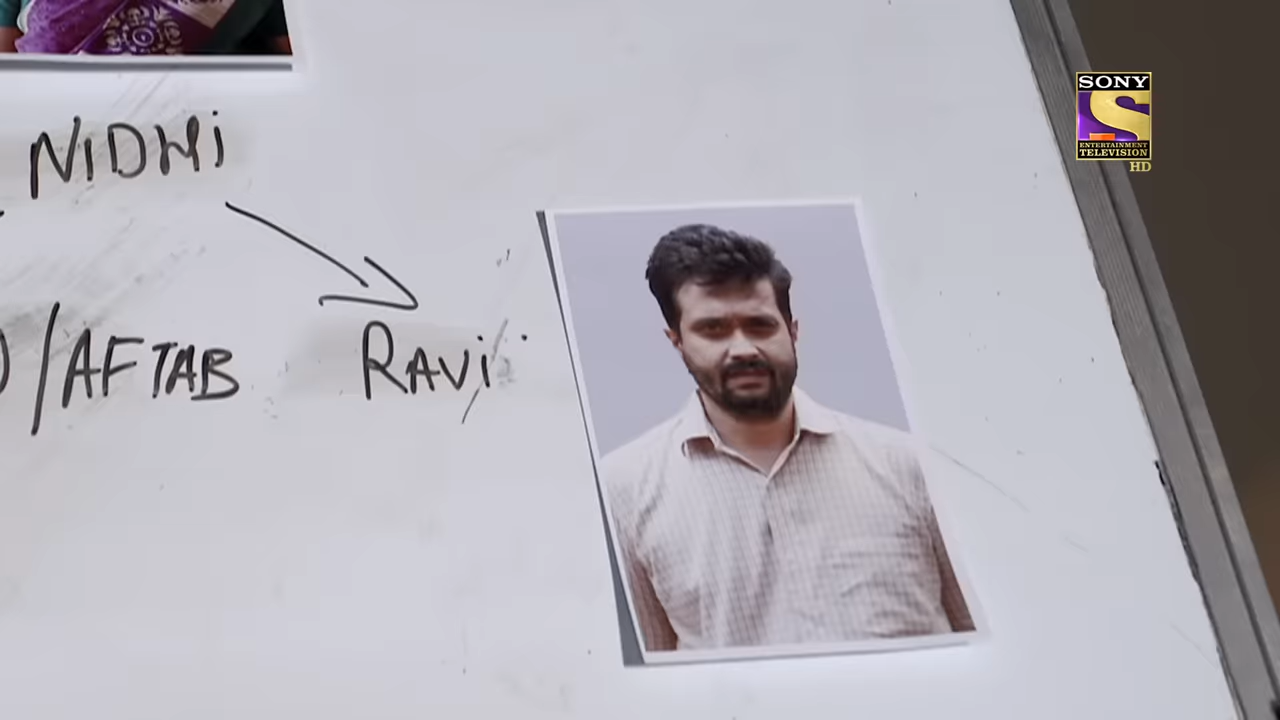 SONY
ENTERTAINMENT
TELEVISION
HD
NIDHi
/AFTAB
RAVi